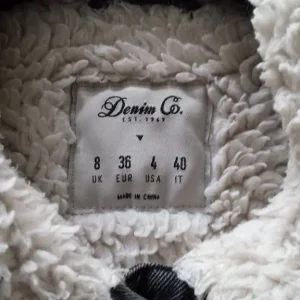 Denim Co.
EST. 1969
8 36 4 40
UK EUR USA IT
MADE IN CHINA